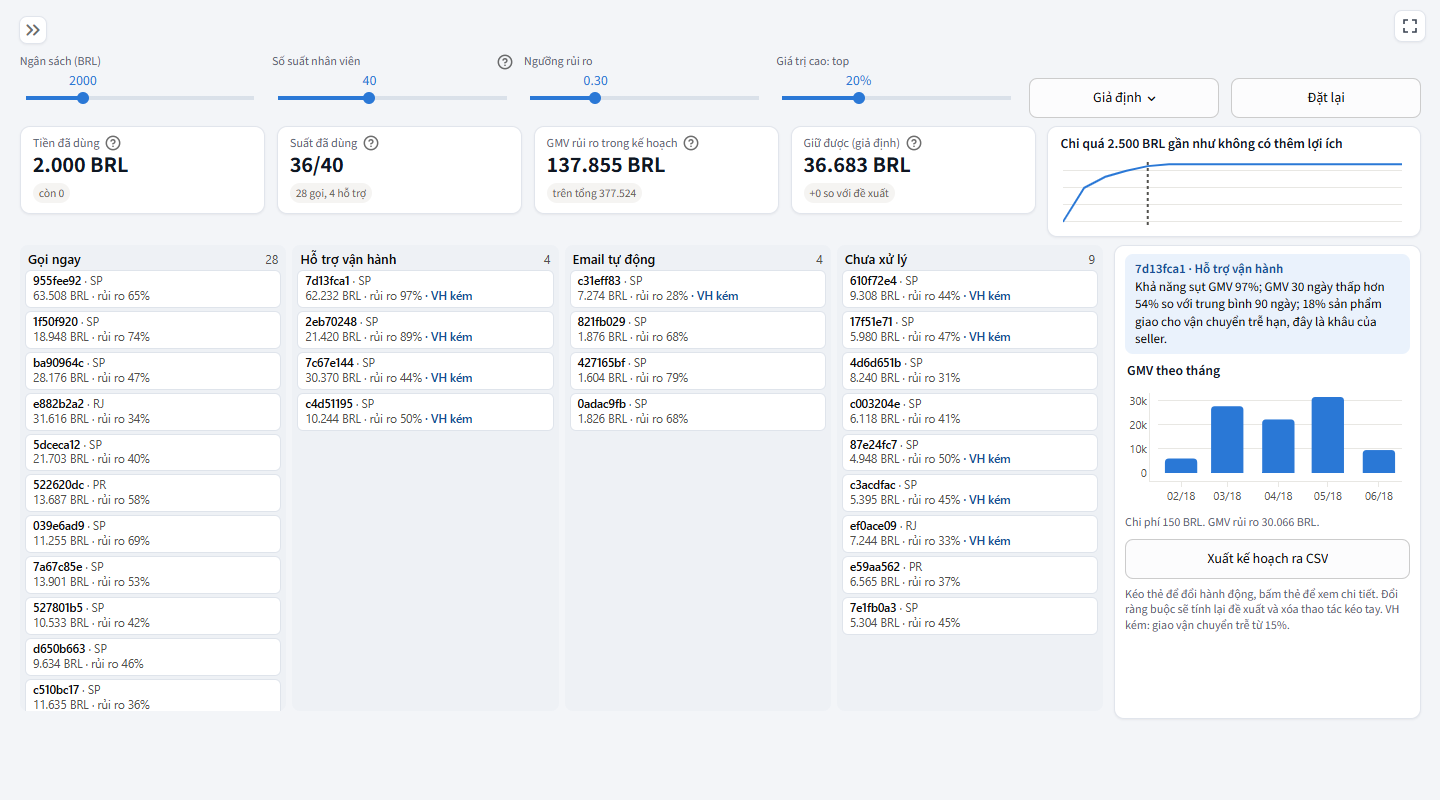 Ngân sách (BRL)
2000
Số suất nhân viên
40
Ngưỡng rủi ro
0.30
Giá trị cao: top
20%
Giả định
Đặt lại
Tiền đã dùng
2.000 BRL
còn 0
Suất đã dùng
36/40
28 gọi, 4 hỗ trợ
GMV rủi ro trong kế hoạch
137.855 BRL
trên tổng 377.524
Giữ được (giả định)
36.683 BRL
+0 so với đề xuất
Chi quá 2.500 BRL gần như không có thêm lợi ích
Gọi ngay 28
955fee92 · SP
63.508 BRL · rủi ro 65%
1f50f920 · SP
18.948 BRL · rủi ro 74%
ba90964c · SP
28.176 BRL · rủi ro 47%
e882b2a2 · RJ
31.616 BRL · rủi ro 34%
5dceca12 · SP
21.703 BRL · rủi ro 40%
522620dc · PR
13.687 BRL · rủi ro 58%
039e6ad9 · SP
11.255 BRL · rủi ro 69%
7a67c85e · SP
13.901 BRL · rủi ro 53%
527801b5 · SP
10.533 BRL · rủi ro 42%
d650b663 · SP
9.634 BRL · rủi ro 46%
c510bc17 · SP
11.635 BRL · rủi ro 36%
Hỗ trợ vận hành 4
7d13fca1 · SP
62.232 BRL · rủi ro 97% · VH kém
2eb70248 · SP
21.420 BRL · rủi ro 89% · VH kém
7c67e144 · SP
30.370 BRL · rủi ro 44% · VH kém
c4d51195 · SP
10.244 BRL · rủi ro 50% · VH kém
Email tự động 4
c31eff83 · SP
7.274 BRL · rủi ro 28% · VH kém
821fb029 · SP
1.876 BRL · rủi ro 68%
427165bf · SP
1.604 BRL · rủi ro 79%
0adac9fb · SP
1.826 BRL · rủi ro 68%
Chưa xử lý 9
610f72e4 · SP
9.308 BRL · rủi ro 44% · VH kém
17f51e71 · SP
5.980 BRL · rủi ro 47% · VH kém
4d6d651b · SP
8.240 BRL · rủi ro 31%
c003204e · SP
6.118 BRL · rủi ro 41%
87e24fc7 · SP
4.948 BRL · rủi ro 50% · VH kém
c3acdfac · SP
5.395 BRL · rủi ro 45% · VH kém
ef0ace09 · RJ
7.244 BRL · rủi ro 33% · VH kém
e59aa562 · PR
6.565 BRL · rủi ro 37%
7e1fb0a3 · SP
5.304 BRL · rủi ro 45%
7d13fca1 · Hỗ trợ vận hành
Khả năng sụt GMV 97%; GMV 30 ngày thấp hơn
54% so với trung bình 90 ngày; 18% sản phẩm
giao cho vận chuyển trễ hạn, đây là khâu của
seller.
GMV theo tháng
30k
20k
10k
0
02/18 03/18 04/18 05/18 06/18
Chi phí 150 BRL. GMV rủi ro 30.066 BRL.
Xuất kế hoạch ra CSV
Kéo thẻ để đổi hành động, bấm thẻ để xem chi tiết. Đổi
ràng buộc sẽ tính lại đề xuất và xóa thao tác kéo tay. VH
kém: giao vận chuyển trễ từ 15%.